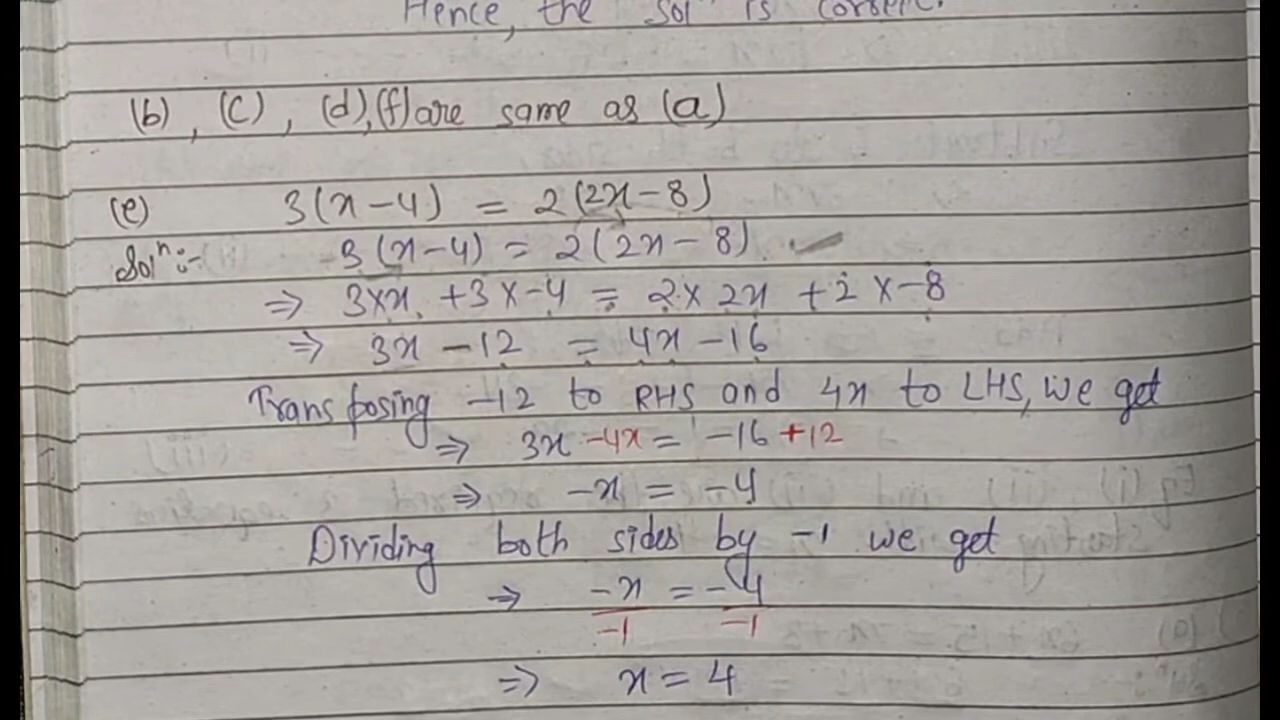 Hence, the Solⁿ is correct.
(b), (c), (d),(f) are same as (a)
(e) 3(x-4) = 2(2x-8)
Solⁿ:- 3(x-4) = 2(2x-8)
⇒ 3×x + 3×-4 = 2×2x + 2×-8
⇒ 3x -12 = 4x -16
Transposing -12 to RHS and 4x to LHS, we get
⇒ 3x -4x = -16 +12
⇒ -x = -4
Dividing both sides by -1 we get
⇒ -x/-1 = -4/-1
⇒ x = 4